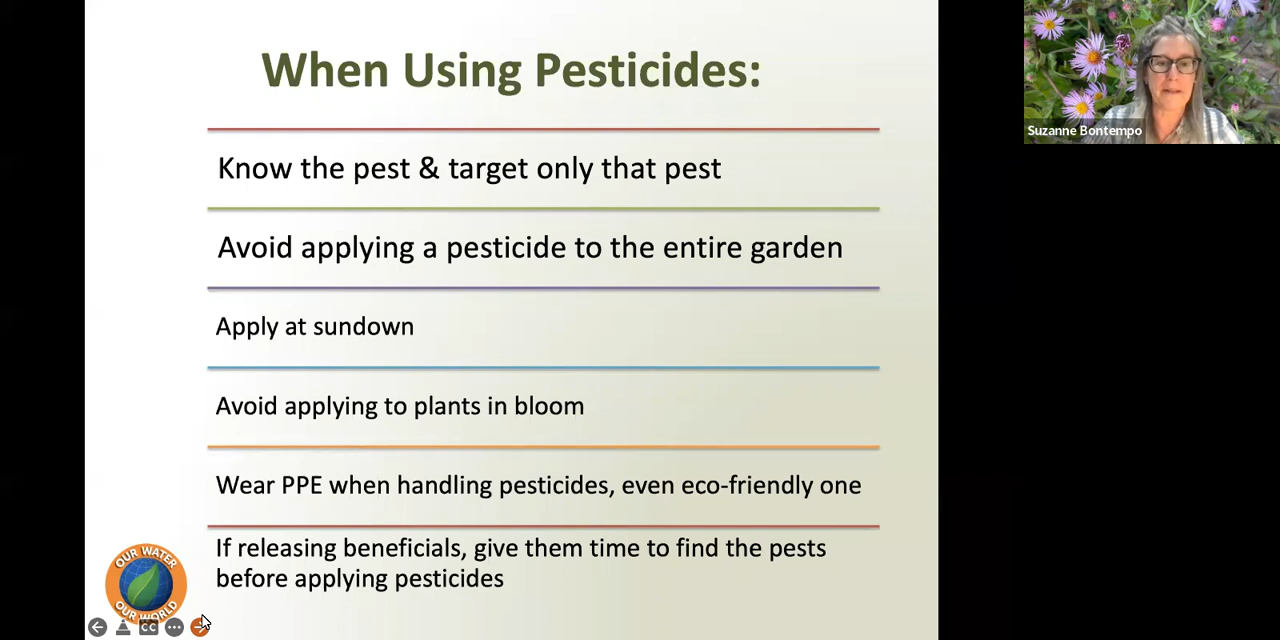 When Using Pesticides:
Know the pest & target only that pest
Avoid applying a pesticide to the entire garden
Apply at sundown
Avoid applying to plants in bloom
Wear PPE when handling pesticides, even eco-friendly one
If releasing beneficials, give them time to find the pests
before applying pesticides
OUR WATER
OUR WORLD
CC
Suzanne Bontempo